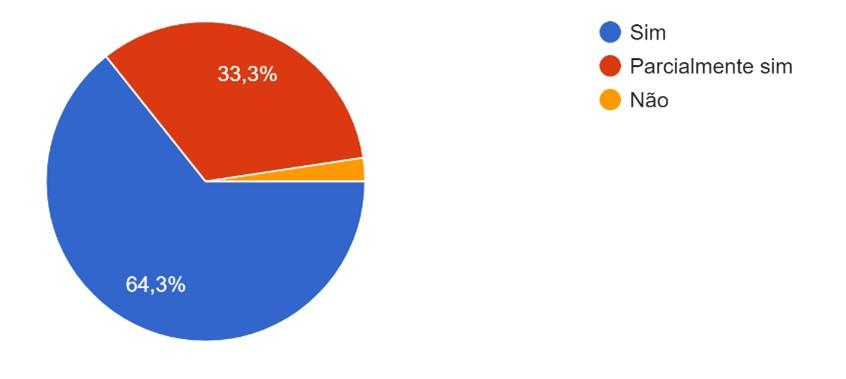 33,3%
64,3%
Sim
Parcialmente sim
Não